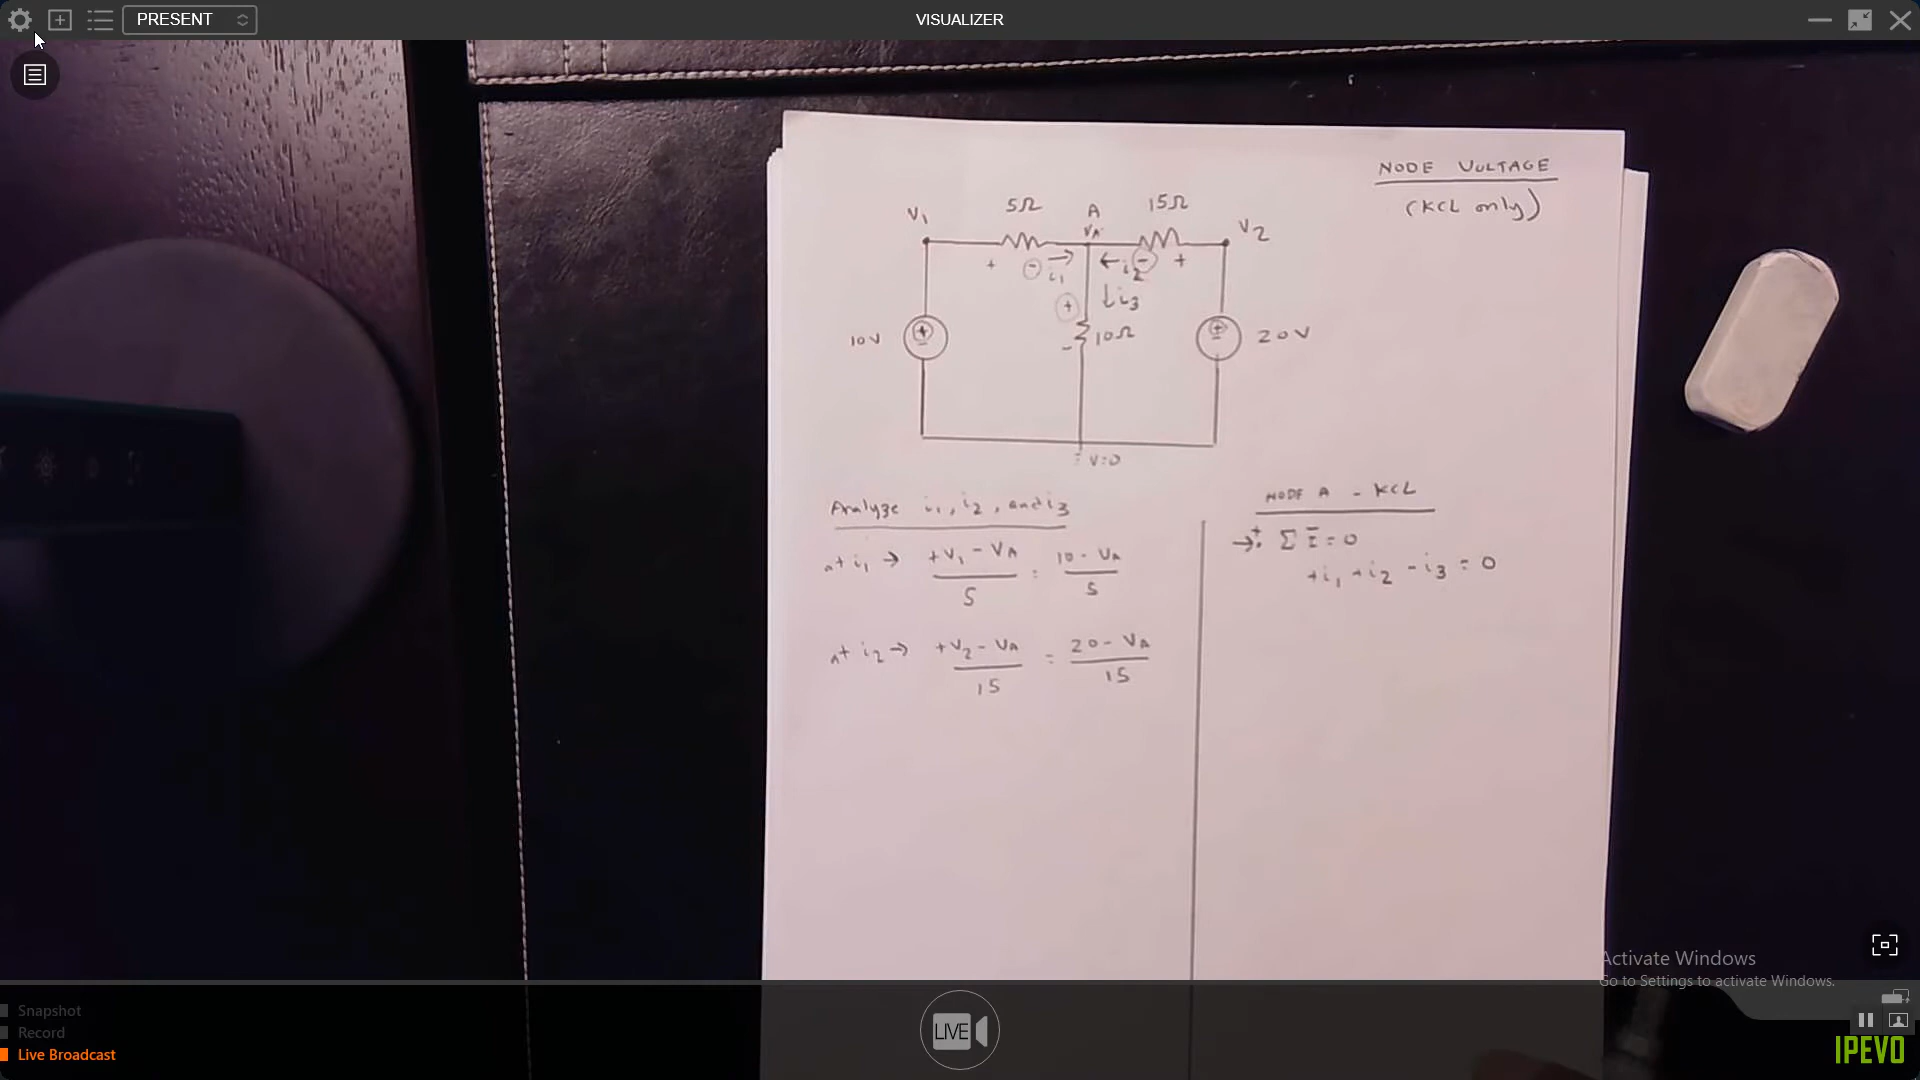 PRESENT
VISUALIZER
NODE VOLTAGE
(KCL only)
V1
5Ω
A
VA
15Ω
V2
+ - → i1
← i2 - +
+ ↓ i3
10V
+
-
- 10Ω
+
-
20V
V=0
Analyze i1, i2, and i3
at i1 → +V1 - VA / 5 = 10 - VA / 5
at i2 → +V2 - VA / 15 = 20 - VA / 15
NODE A - KCL
→+: Σ i = 0
+i1 +i2 - i3 = 0
Activate Windows
Go to Settings to activate Windows.
Snapshot
Record
Live Broadcast
LIVE
IPEVO